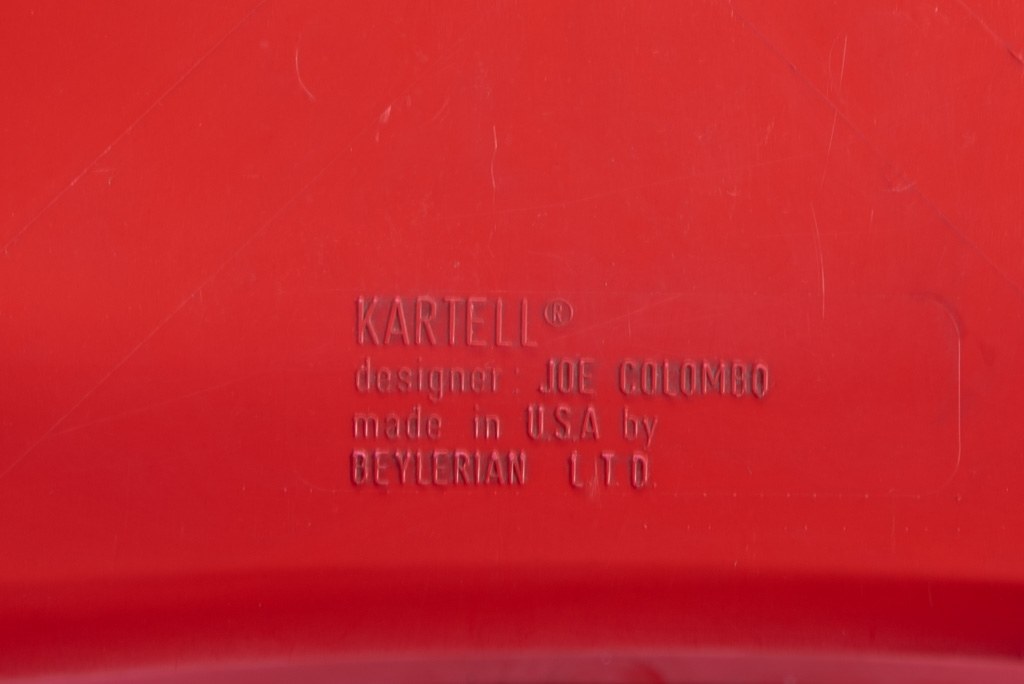 KARTELL®
designer: JOE COLOMBO
made in U.S.A by
BEYLERIAN L.T.D.